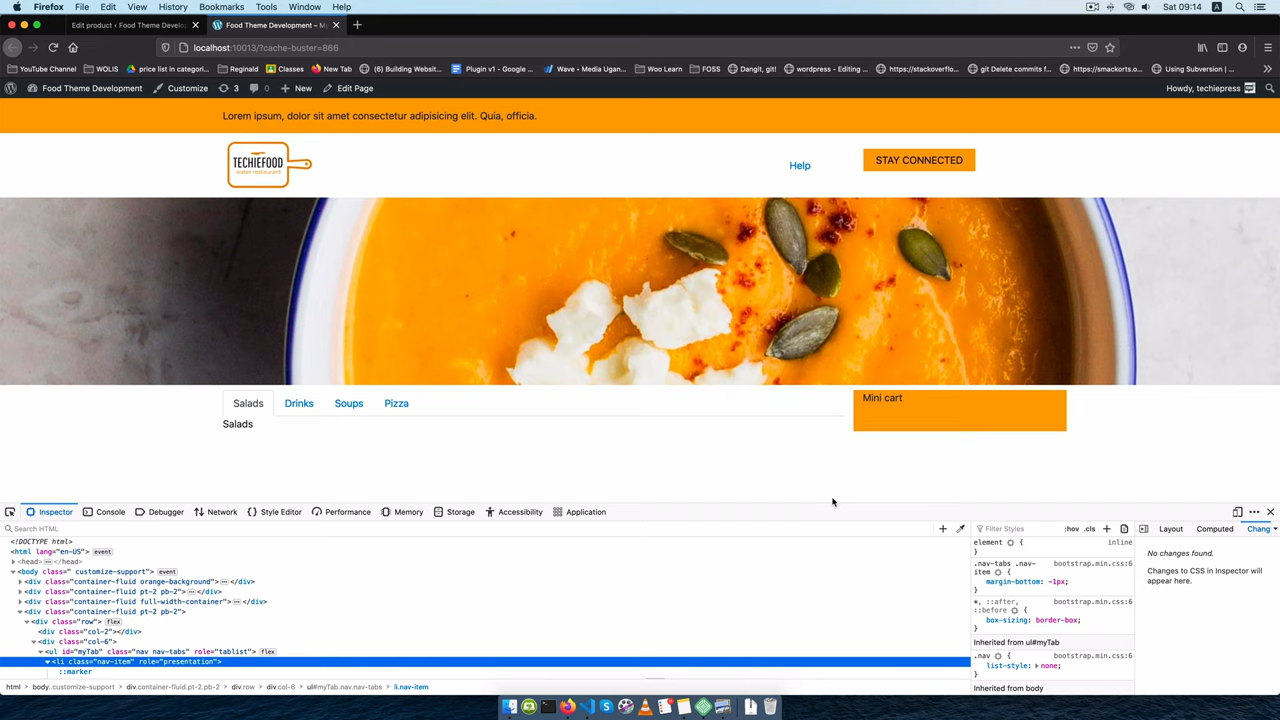 Firefox File Edit View History Bookmarks Tools Window Help Sat 09:14 A
Edit product ‹ Food Theme Develo
Food Theme Development – M
localhost:10013/?cache-buster=866
YouTube Channel WOLIS price list in categori... Reginald Classes New Tab (6) Building Websit... Plugin v1 - Google ... Wave • Media Ugan... Woo Learn FOSS Dangit, git! wordpress - Editing ... https://stackoverflo... git Delete commits f... https://smackorts.o... Using Subversion (...
Food Theme Development Customize 3 0 New Edit Page Howdy, techiepress
Lorem ipsum, dolor sit amet consectetur adipisicing elit. Quia, officia.
TECHIEFOOD
waiter restaurant
Help
STAY CONNECTED
Salads Drinks Soups Pizza
Salads
Mini cart
Inspector Console Debugger Network Style Editor Performance Memory Storage Accessibility Application
Search HTML
<!DOCTYPE html>
<html lang="en-US"> event
<head> </head>
<body class=" customize-support"> event
<div class="container-fluid orange-background"> </div>
<div class="container-fluid pt-2 pb-2"> </div>
<div class="container-fluid full-width-container"> </div>
<div class="container-fluid pt-2 pb-2">
<div class="row"> flex
<div class="col-2"></div>
<div class="col-6">
<ul id="myTab" class="nav nav-tabs" role="tablist"> flex
<li class="nav-item" role="presentation">
::marker
html body.customize-support div.container-fluid.pt-2.pb-2 div.row div.col-6 ul#myTab.nav.nav-tabs li.nav-item
Filter Styles :hov .cls
element { inline
}
.nav-tabs .nav- bootstrap.min.css:6
item {
margin-bottom: -1px;
}
*, ::after, bootstrap.min.css:6
::before {
box-sizing: border-box;
}
Inherited from ul#myTab
.nav { bootstrap.min.css:6
list-style: none;
}
Inherited from body
Layout Computed Chang
No changes found.
Changes to CSS in Inspector will
appear here.